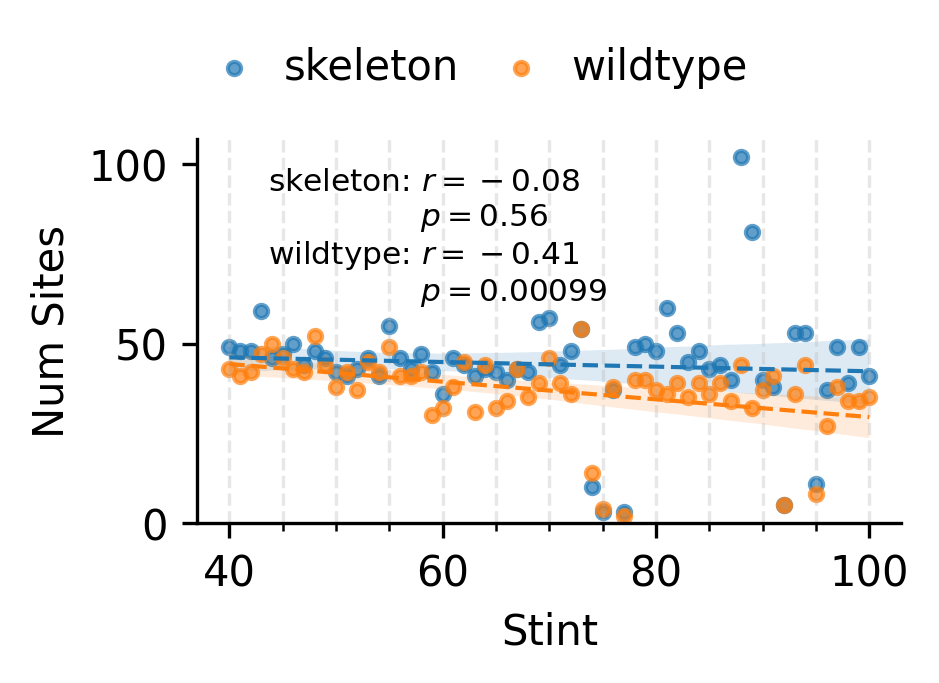 skeleton wildtype
100
skeleton: r = −0.08
p = 0.56
wildtype: r = −0.41
p = 0.00099
50
0
Num Sites
40 60 80 100
Stint